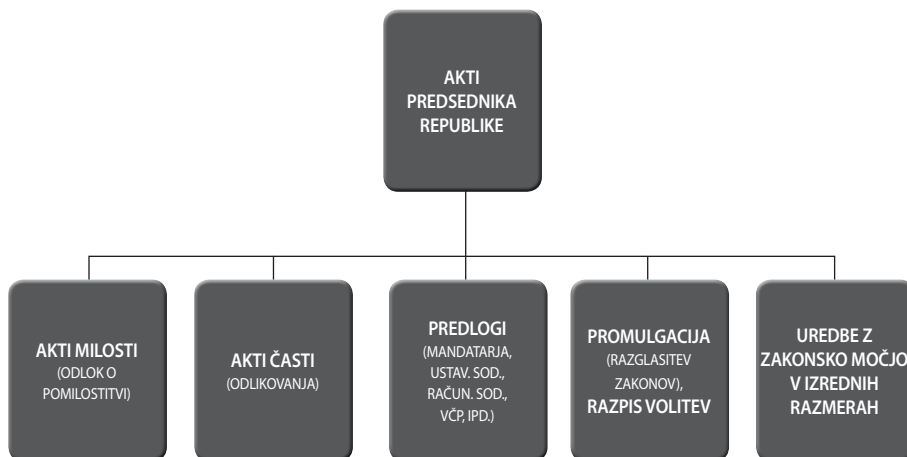 AKTI
PREDSEDNIKA
REPUBLIKE
AKTI MILOSTI
(ODLOK O
POMILOSTITVI)
AKTI ČASTI
(ODLIKOVANJA)
PREDLOGI
(MANDATARJA,
USTAV. SOD.,
RAČUN. SOD.,
VČP, IPD.)
PROMULGACIJA
(RAZGLASITEV
ZAKONOV),
RAZPIS VOLITEV
UREDBE Z
ZAKONSKO MOČJO
V IZREDNIH
RAZMERAH